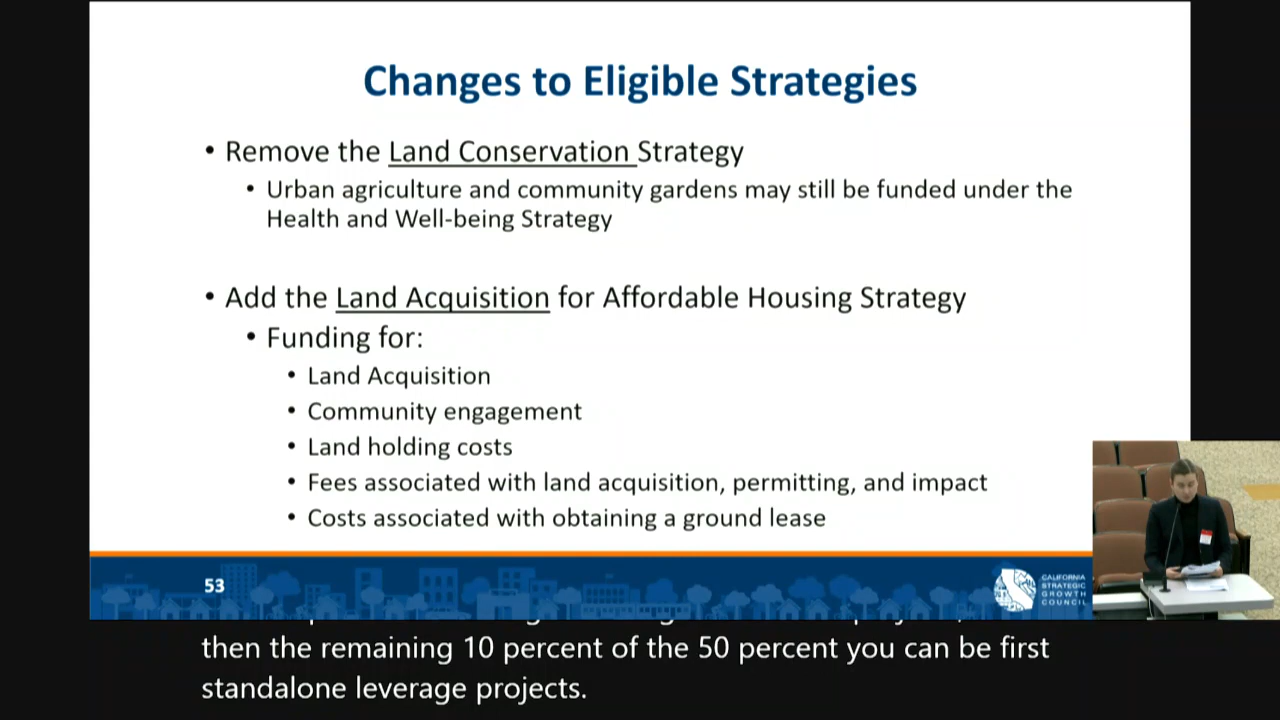 Changes to Eligible Strategies
• Remove the Land Conservation Strategy
• Urban agriculture and community gardens may still be funded under the
Health and Well-being Strategy
• Add the Land Acquisition for Affordable Housing Strategy
• Funding for:
• Land Acquisition
• Community engagement
• Land holding costs
• Fees associated with land acquisition, permitting, and impact
• Costs associated with obtaining a ground lease
53
CALIFORNIA
STRATEGIC
GROWTH
COUNCIL
then the remaining 10 percent of the 50 percent you can be first
standalone leverage projects.